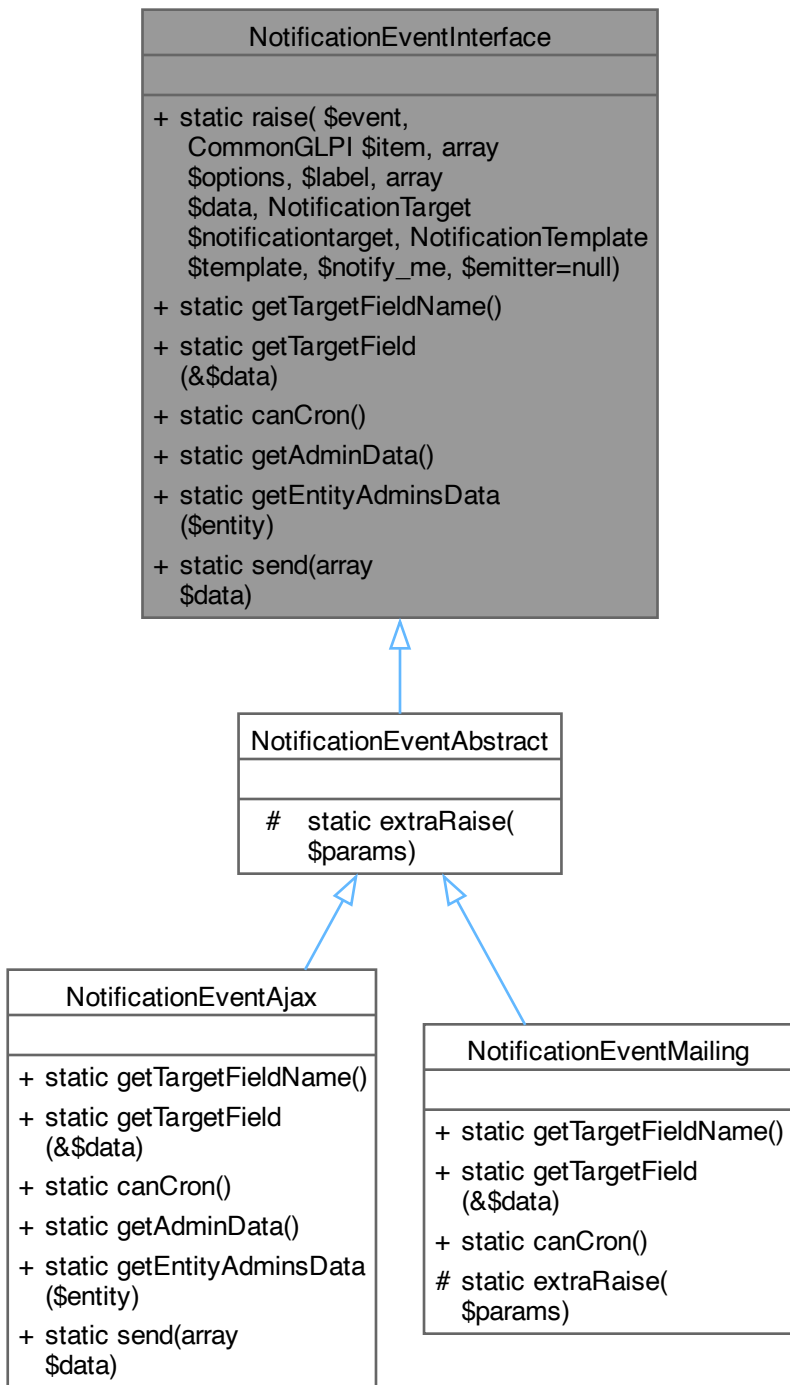 NotificationEventInterface
+ static raise( $event,
CommonGLPI $item, array
$options, $label, array
$data, NotificationTarget
$notificationtarget, NotificationTemplate
$template, $notify_me, $emitter=null)
+ static getTargetFieldName()
+ static getTargetField
(&$data)
+ static canCron()
+ static getAdminData()
+ static getEntityAdminsData
($entity)
+ static send(array
$data)
NotificationEventAbstract
# static extraRaise(
$params)
NotificationEventAjax
+ static getTargetFieldName()
+ static getTargetField
(&$data)
+ static canCron()
+ static getAdminData()
+ static getEntityAdminsData
($entity)
+ static send(array
$data)
NotificationEventMailing
+ static getTargetFieldName()
+ static getTargetField
(&$data)
+ static canCron()
# static extraRaise(
$params)